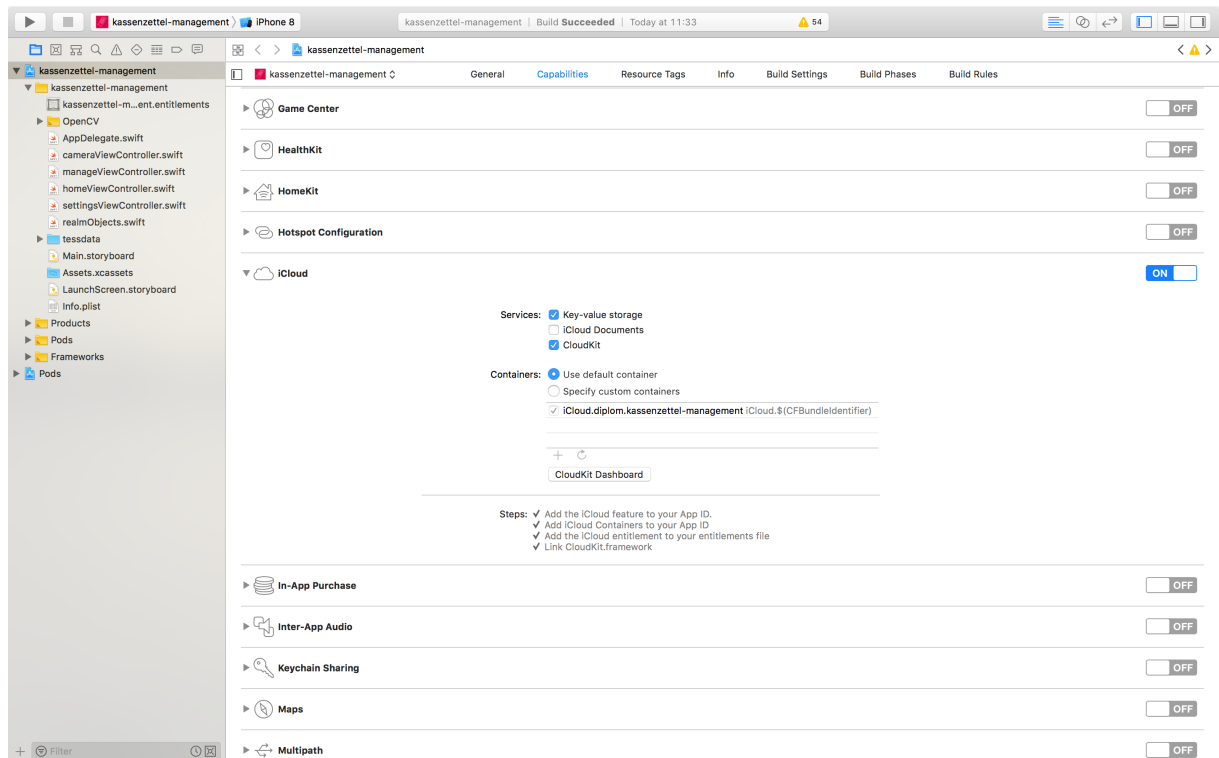 kassenzettel-management iPhone 8
kassenzettel-management | Build Succeeded | Today at 11:33
54
kassenzettel-management
kassenzettel-management
kassenzettel-management
kassenzettel-m...ent.entitlements
OpenCV
AppDelegate.swift
cameraViewController.swift
manageViewController.swift
homeViewController.swift
settingsViewController.swift
realmObjects.swift
tessdata
Main.storyboard
Assets.xcassets
LaunchScreen.storyboard
Info.plist
Products
Pods
Frameworks
Pods
Filter
kassenzettel-management General Capabilities Resource Tags Info Build Settings Build Phases Build Rules
Game Center OFF
HealthKit OFF
HomeKit OFF
Hotspot Configuration OFF
iCloud ON
Services: Key-value storage
iCloud Documents
CloudKit
Containers: Use default container
Specify custom containers
iCloud.diplom.kassenzettel-management iCloud.$(CFBundleIdentifier)
CloudKit Dashboard
Steps: ✓ Add the iCloud feature to your App ID.
✓ Add iCloud Containers to your App ID
✓ Add the iCloud entitlement to your entitlements file
✓ Link CloudKit.framework
In-App Purchase OFF
Inter-App Audio OFF
Keychain Sharing OFF
Maps OFF
Multipath OFF